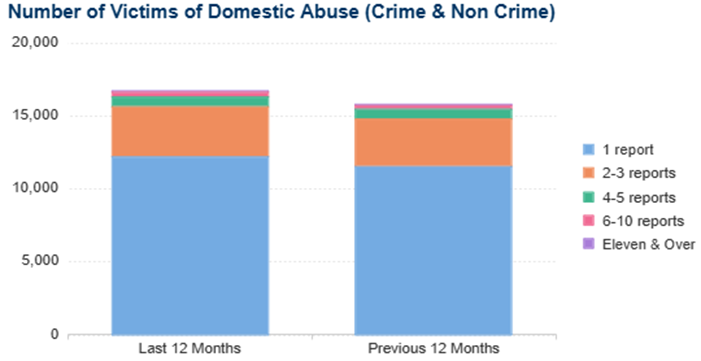 Number of Victims of Domestic Abuse (Crime & Non Crime)
20,000
15,000
10,000
5,000
0
Last 12 Months
Previous 12 Months
1 report
2-3 reports
4-5 reports
6-10 reports
Eleven & Over